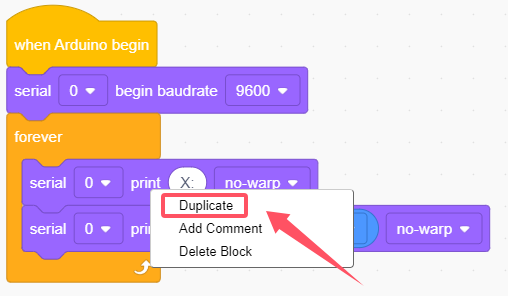 when Arduino begin
serial 0 begin baudrate 9600
forever
serial 0 print X: no-warp
Duplicate
serial 0 no-warp
Add Comment
Delete Block